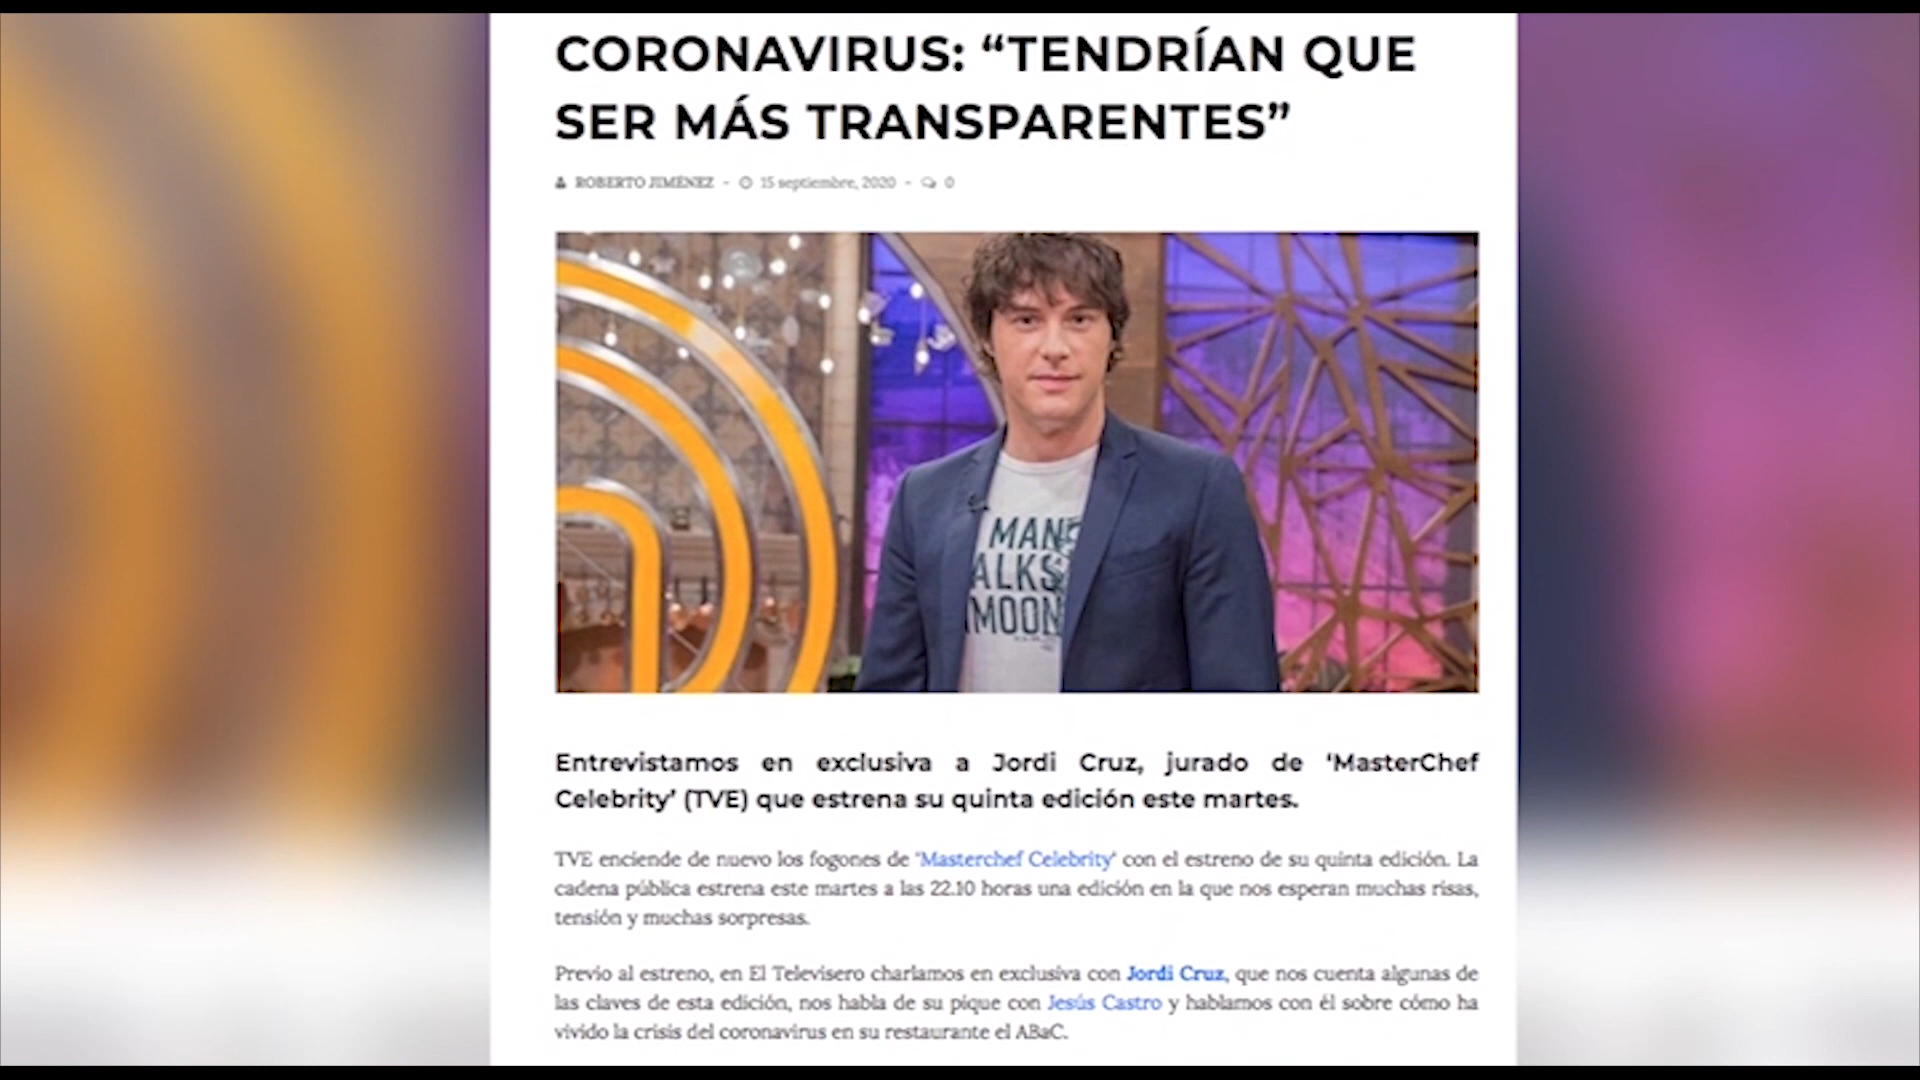 CORONAVIRUS: “TENDRÍAN QUE
SER MÁS TRANSPARENTES”
ROBERTO JIMÉNEZ - 15 septiembre, 2020 - 0
MAN
ALKS
MOON
Entrevistamos en exclusiva a Jordi Cruz, jurado de ‘MasterChef
Celebrity’ (TVE) que estrena su quinta edición este martes.
TVE enciende de nuevo los fogones de 'Masterchef Celebrity' con el estreno de su quinta edición. La
cadena pública estrena este martes a las 22.10 horas una edición en la que nos esperan muchas risas,
tensión y muchas sorpresas.
Previo al estreno, en El Televisero charlamos en exclusiva con Jordi Cruz, que nos cuenta algunas de
las claves de esta edición, nos habla de su pique con Jesús Castro y hablamos con él sobre cómo ha
vivido la crisis del coronavirus en su restaurante el ABaC.